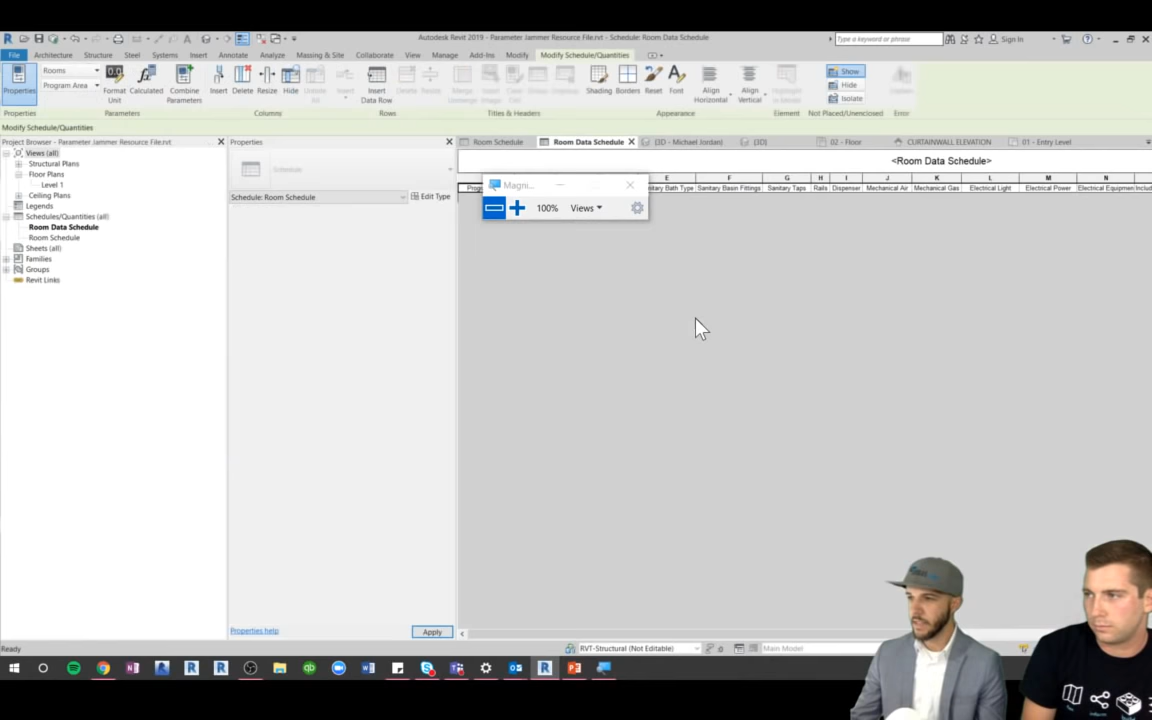 Autodesk Revit 2019 - Parameter Jammer Resource File.rvt - Schedule: Room Data Schedule
Type a keyword or phrase
Sign In
File Architecture Structure Steel Systems Insert Annotate Analyze Massing & Site Collaborate View Manage Add-Ins Modify Modify Schedule/Quantities
Rooms
Program Area
Properties
Format Unit
Calculated
Combine Parameters
Insert
Delete
Resize
Hide
Insert
Insert Data Row
Delete
Resize
Shading
Borders
Reset
Font
Align Horizontal
Align Vertical
Show
Hide
Isolate
Properties Parameters Columns Rows Titles & Headers Appearance Element Not Placed/Unenclosed Error
Modify Schedule/Quantities
Project Browser - Parameter Jammer Resource File.rvt
Views (all)
Structural Plans
Floor Plans
Level 1
Ceiling Plans
Legends
Schedules/Quantities (all)
Room Data Schedule
Room Schedule
Sheets (all)
Families
Groups
Revit Links
Properties
Schedule
Schedule: Room Schedule
Edit Type
Properties help
Apply
Room Schedule
Room Data Schedule
{3D - Michael Jordan}
{3D}
02 - Floor
CURTAINWALL ELEVATION
01 - Entry Level
<Room Data Schedule>
E F G H I J K L M N
Sanitary Basin Fittings Sanitary Taps Rails Dispenser Mechanical Air Mechanical Gas Electrical Light Electrical Power
Magni...
100% Views
Ready
RVT-Structural (Not Editable)
:0
Main Model